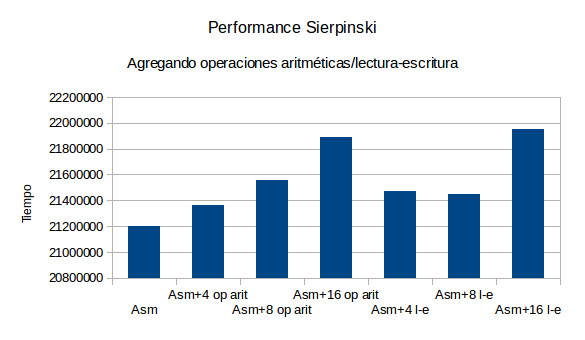 Performance Sierpinski
Agregando operaciones aritméticas/lectura-escritura
22200000
22000000
21800000
21600000
21400000
21200000
21000000
20800000
Tiempo
Asm
Asm+4 op arit
Asm+8 op arit
Asm+16 op arit
Asm+4 l-e
Asm+8 l-e
Asm+16 l-e